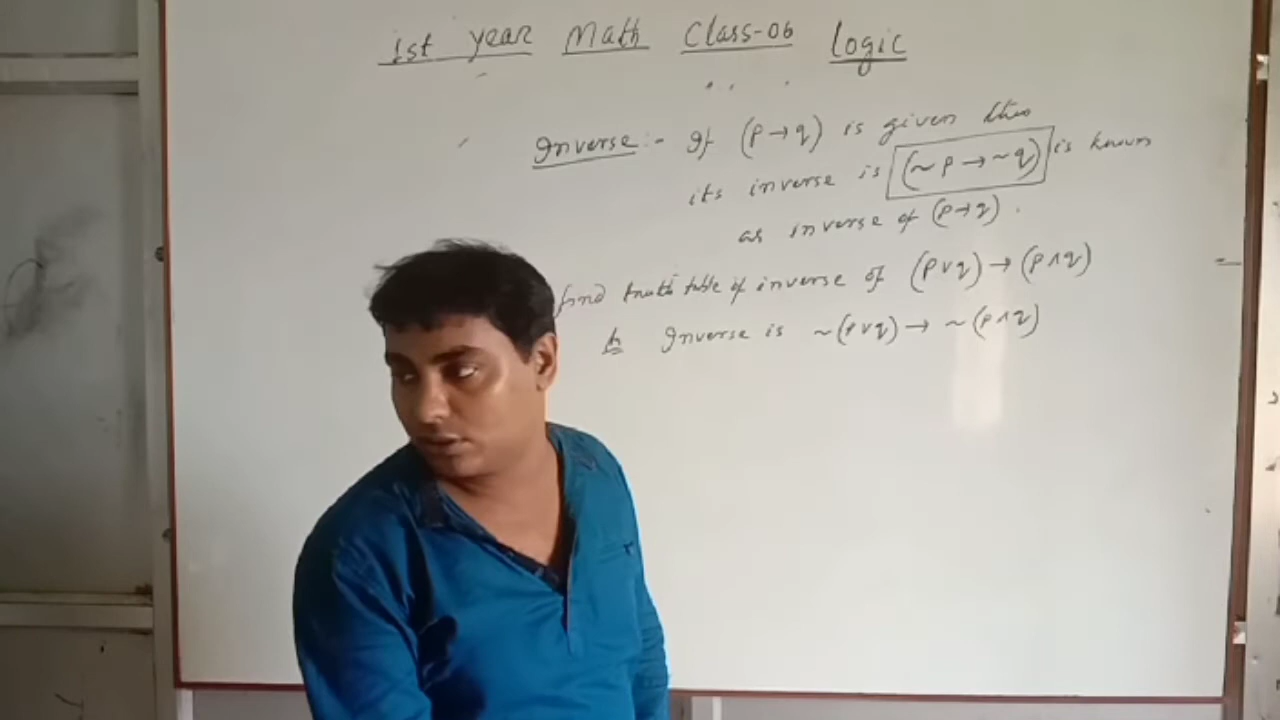 1st year Math Class-06 Logic
Inverse :- If (p→q) is given then
its inverse is (~p → ~q) is known
as inverse of (p→q).
find truth table of inverse of (p∨q) → (p∧q)
Inverse is ~(p∨q) → ~(p∧q)